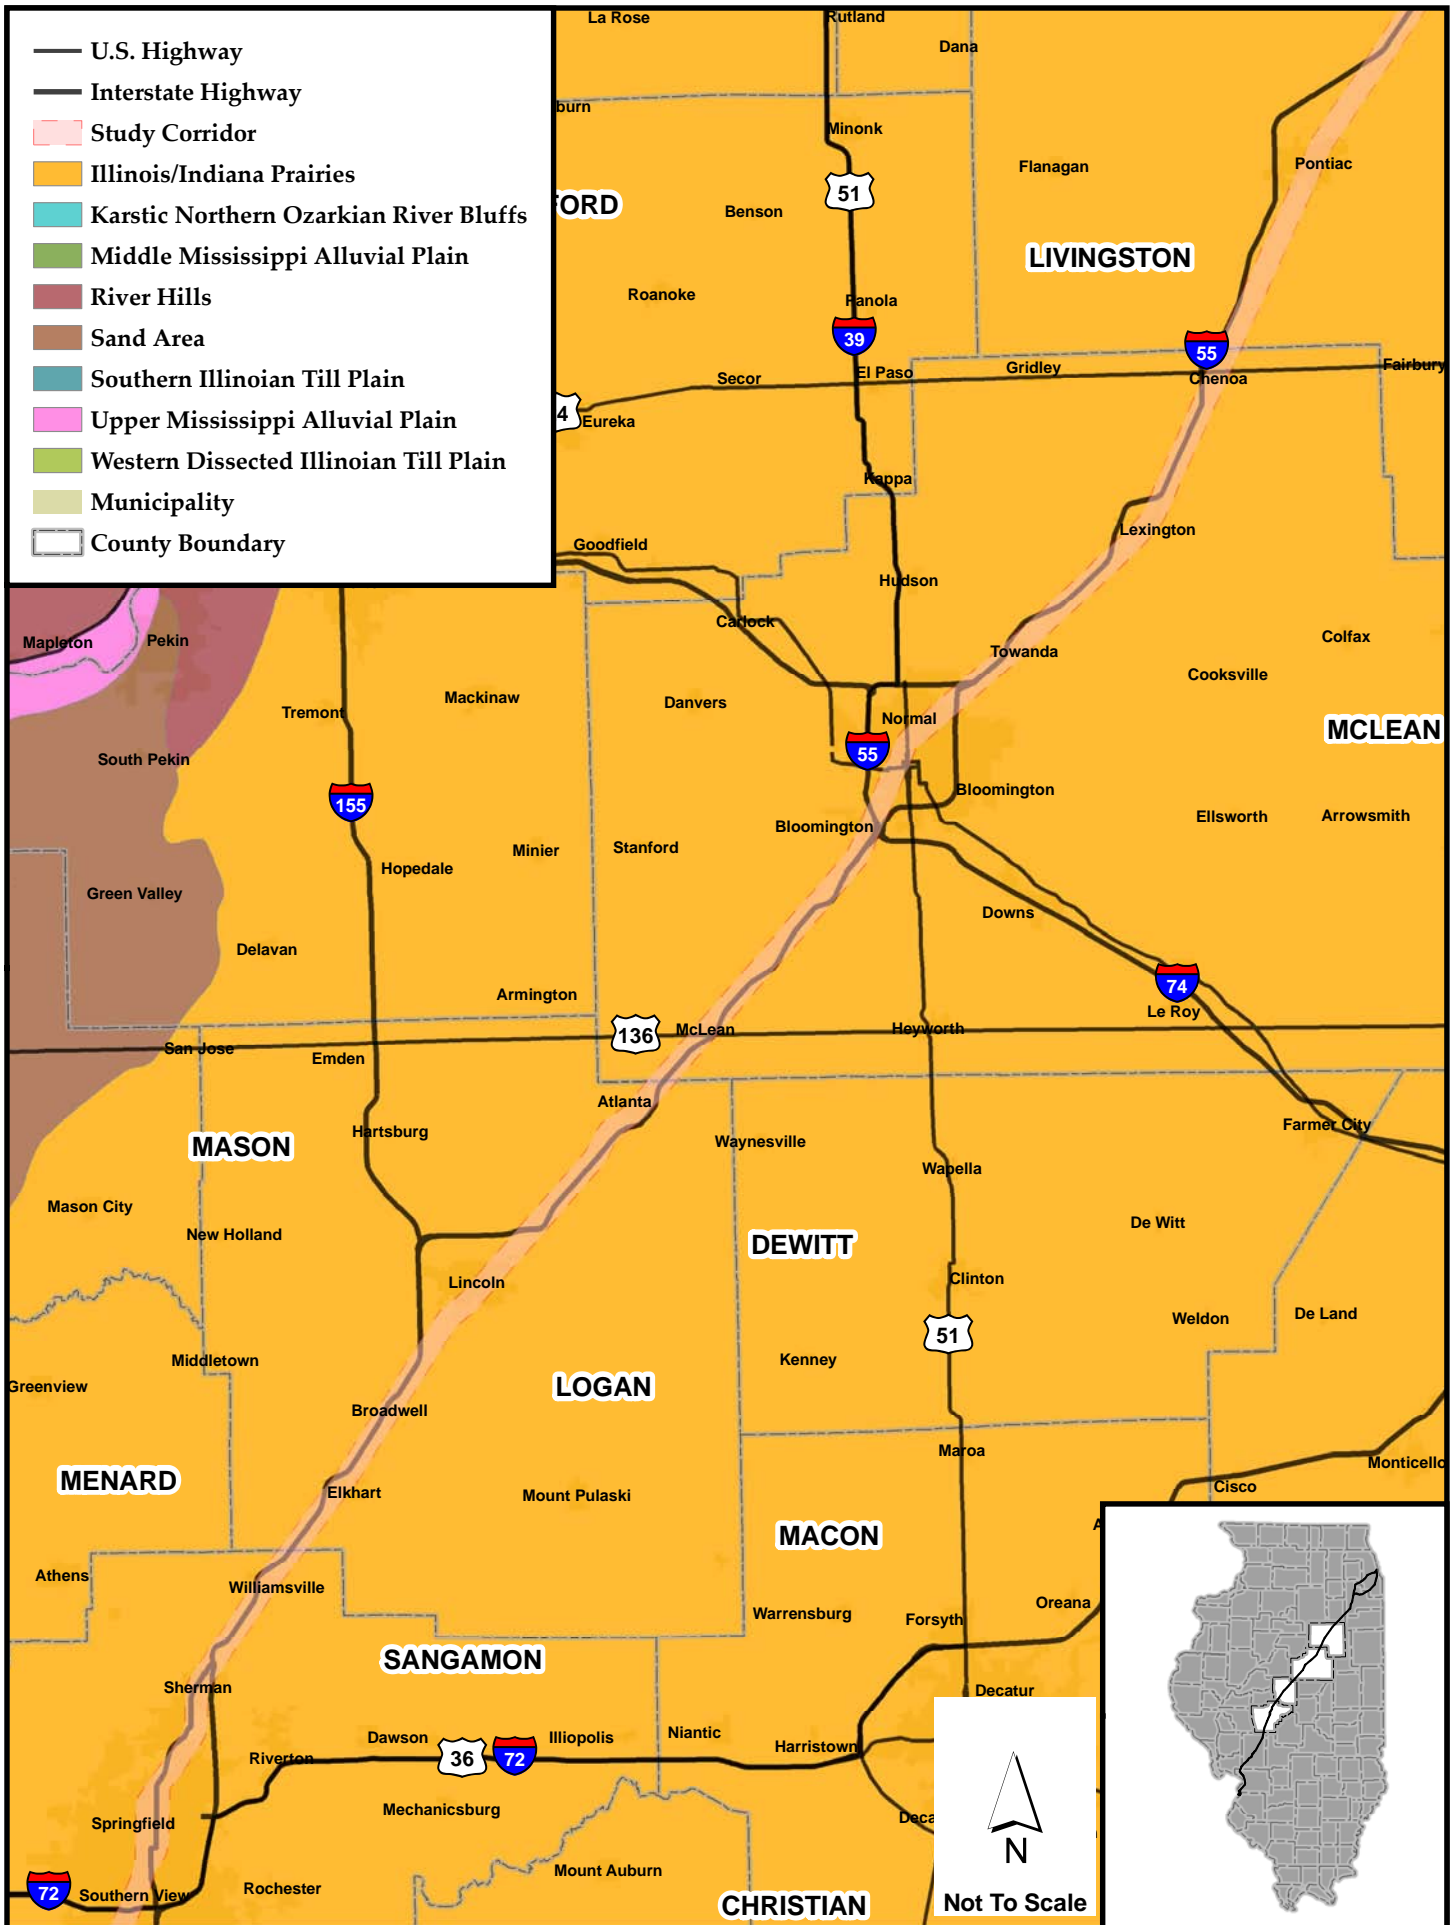 U.S. Highway
Interstate Highway
Study Corridor
Illinois/Indiana Prairies
Karstic Northern Ozarkian River Bluffs
Middle Mississippi Alluvial Plain
River Hills
Sand Area
Southern Illinoian Till Plain
Upper Mississippi Alluvial Plain
Western Dissected Illinoian Till Plain
Municipality
County Boundary
La Rose
Rutland
Dana
burn
Minonk
Flanagan
Pontiac
51
FORD
Benson
LIVINGSTON
Roanoke
Panola
39
55
Secor
El Paso
Gridley
Chenoa
Fairbury
4
Eureka
Kappa
Lexington
Goodfield
Hudson
Carlock
Mapleton
Pekin
Towanda
Colfax
Cooksville
Mackinaw
Danvers
Tremont
Normal
MCLEAN
South Pekin
55
155
Bloomington
Bloomington
Ellsworth
Arrowsmith
Minier
Stanford
Hopedale
Green Valley
Downs
Delavan
74
Armington
Le Roy
136
McLean
Heyworth
San Jose
Emden
Atlanta
Hartsburg
Farmer City
MASON
Waynesville
Wapella
Mason City
New Holland
De Witt
DEWITT
Lincoln
Clinton
Weldon
De Land
51
Middletown
Kenney
Greenview
LOGAN
Broadwell
Maroa
Monticello
MENARD
Elkhart
Mount Pulaski
Cisco
MACON
A
Athens
Williamsville
Oreana
Warrensburg
Forsyth
SANGAMON
Sherman
Decatur
Dawson
36
72
Illiopolis
Niantic
Harristown
Riverton
Mechanicsburg
Springfield
Deca
N
Mount Auburn
72
Southern View
Rochester
CHRISTIAN
Not To Scale